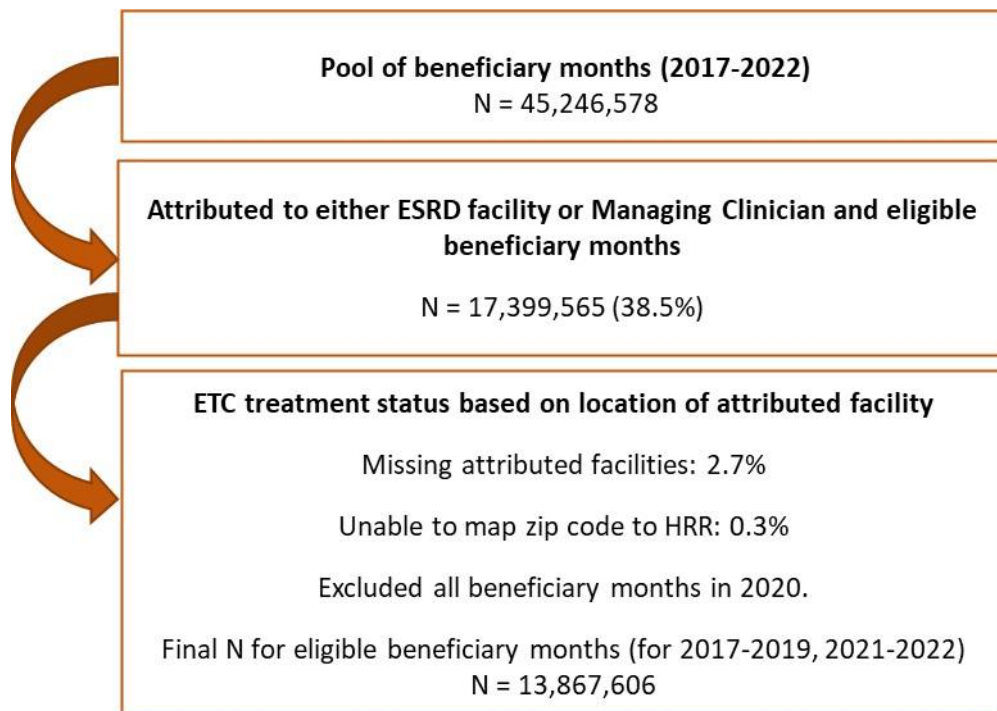 Pool of beneficiary months (2017-2022)
N = 45,246,578
Attributed to either ESRD facility or Managing Clinician and eligible
beneficiary months
N = 17,399,565 (38.5%)
ETC treatment status based on location of attributed facility
Missing attributed facilities: 2.7%
Unable to map zip code to HRR: 0.3%
Excluded all beneficiary months in 2020.
Final N for eligible beneficiary months (for 2017-2019, 2021-2022)
N = 13,867,606